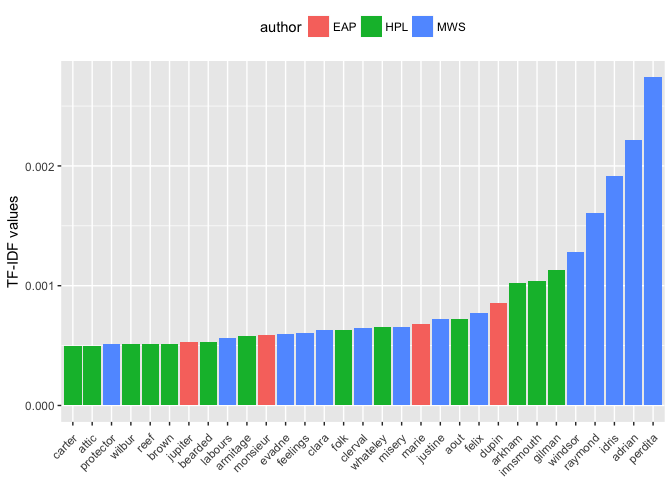 author EAP HPL MWS
TF-IDF values
0.002
0.001
0.000
carter attic protector wilbur reef brown jupiter bearded labours armitage monsieur evadne feelings clara folk clerval whateley misery marie justine aout felix dupin arkham innsmouth gilman windsor raymond idris adrian perdita